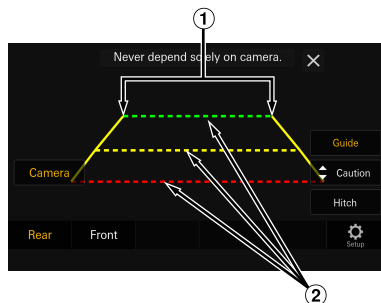 1
Never depend solely on camera.
Guide
Camera
Caution
Hitch
Rear Front
Setup
2